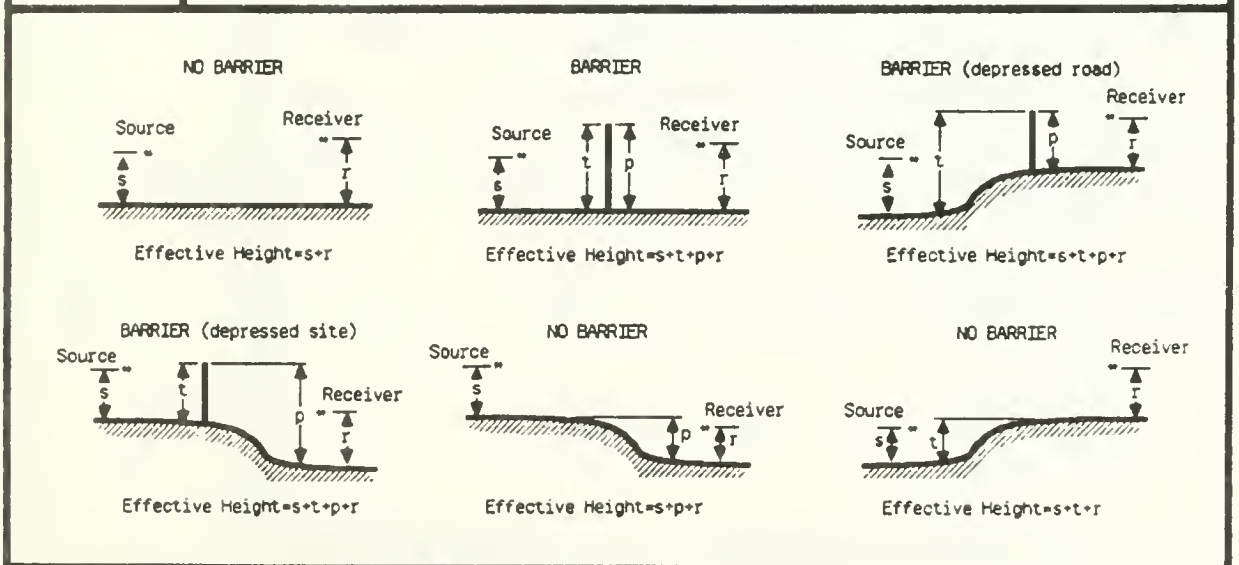 NO BARRIER
Source
Receiver
s
r
Effective Height=s+r
BARRIER
Source
Receiver
s
t
p
r
Effective Height=s+t+p+r
BARRIER (depressed road)
Source
Receiver
s
t
p
r
Effective Height=s+t+p+r
BARRIER (depressed site)
Source
Receiver
s
t
p
r
Effective Height=s+t+p+r
NO BARRIER
Source
Receiver
s
p
r
Effective Height=s+p+r
NO BARRIER
Source
Receiver
s
t
r
Effective Height=s+t+r